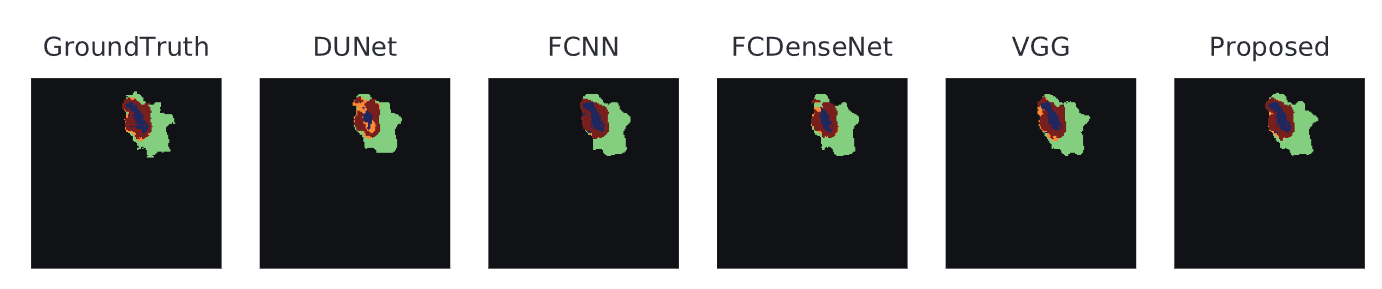 GroundTruth DUNet FCNN FCDenseNet VGG Proposed